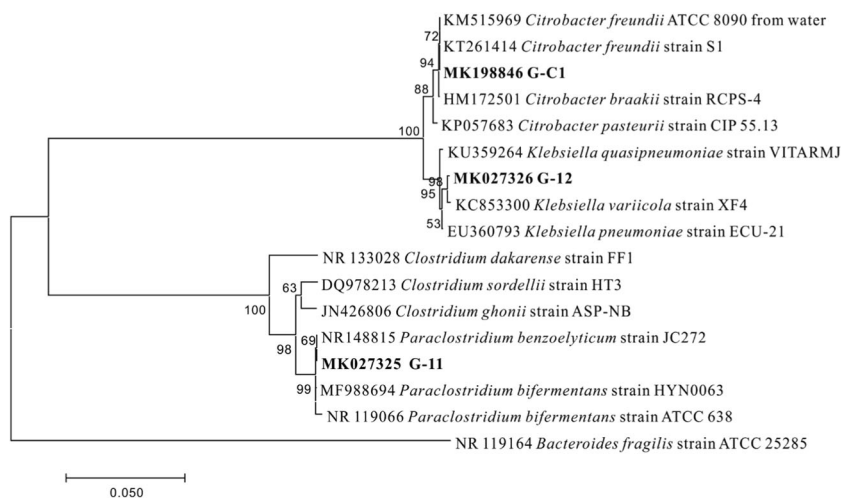 KM515969 Citrobacter freundii ATCC 8090 from water
72
KT261414 Citrobacter freundii strain S1
94
MK198846 G-C1
88
HM172501 Citrobacter braakii strain RCPS-4
KP057683 Citrobacter pasteurii strain CIP 55.13
100
KU359264 Klebsiella quasipneumoniae strain VITARMJ
98
MK027326 G-12
95
KC853300 Klebsiella variicola strain XF4
53
EU360793 Klebsiella pneumoniae strain ECU-21
NR 133028 Clostridium dakarense strain FF1
63
DQ978213 Clostridium sordellii strain HT3
100
JN426806 Clostridium ghonii strain ASP-NB
69
NR148815 Paraclostridium benzoelyticum strain JC272
98
MK027325 G-11
99
MF988694 Paraclostridium bifermentans strain HYN0063
NR 119066 Paraclostridium bifermentans strain ATCC 638
NR 119164 Bacteroides fragilis strain ATCC 25285
0.050